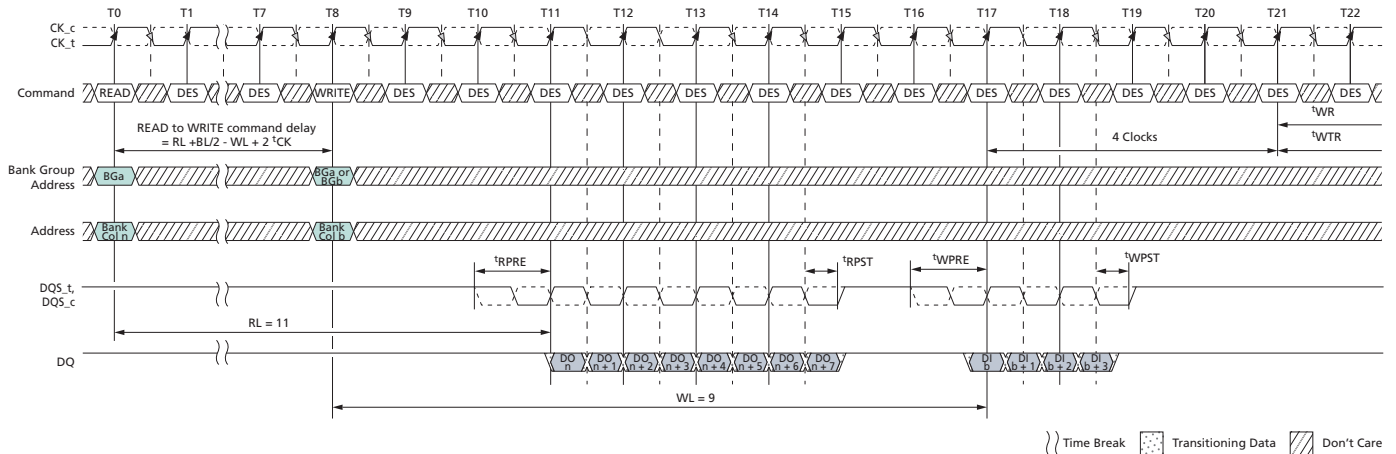 T0 T1 T7 T8 T9 T10 T11 T12 T13 T14 T15 T16 T17 T18 T19 T20 T21 T22
CK_c
CK_t
Command READ DES DES WRITE DES DES DES DES DES DES DES DES DES DES DES DES DES DES
tWR
READ to WRITE command delay
= RL +BL/2 - WL + 2 tCK
4 Clocks
tWTR
Bank Group
Address
BGa
BGa or
BGb
Address
Bank
Col n
Bank
Col b
tRPRE
tRPST
tWPRE
tWPST
DQS_t,
DQS_c
RL = 11
DQ
DO
n
DO
n + 1
DO
n + 2
DO
n + 3
DO
n + 4
DO
n + 5
DO
n + 6
DO
n + 7
DI
b
DI
b + 1
DI
b + 2
DI
b + 3
WL = 9
Time Break Transitioning Data Don't Care